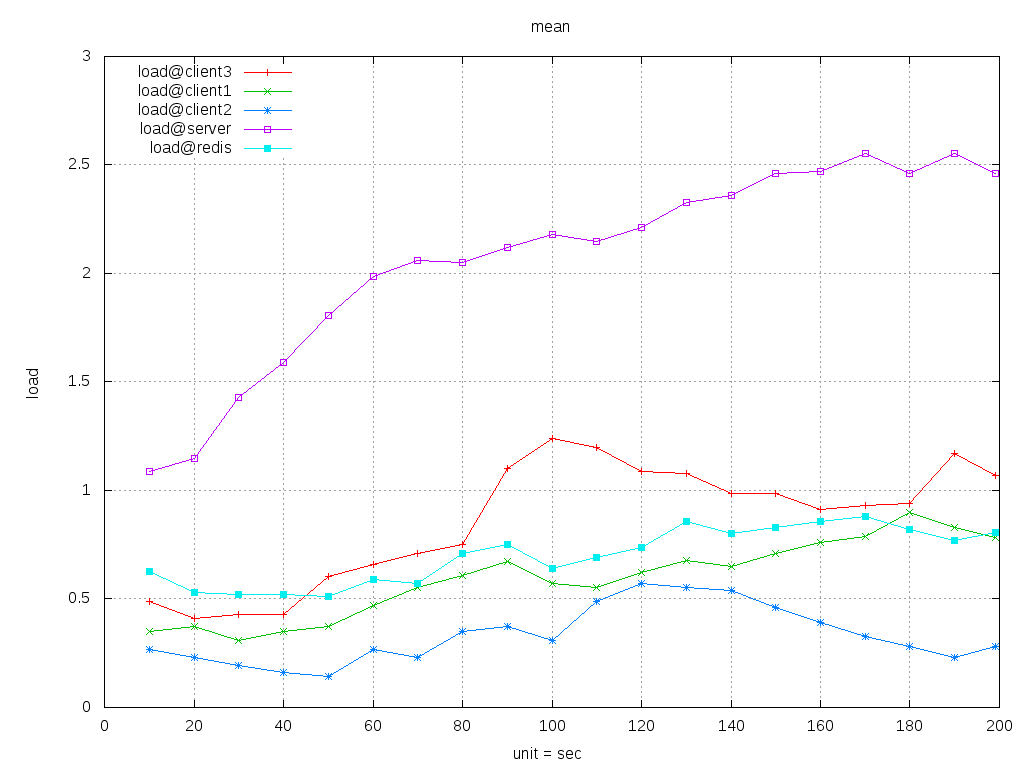 mean
load@client3
load@client1
load@client2
load@server
load@redis
3
2.5
2
1.5
1
0.5
0
load
0 20 40 60 80 100 120 140 160 180 200
unit = sec